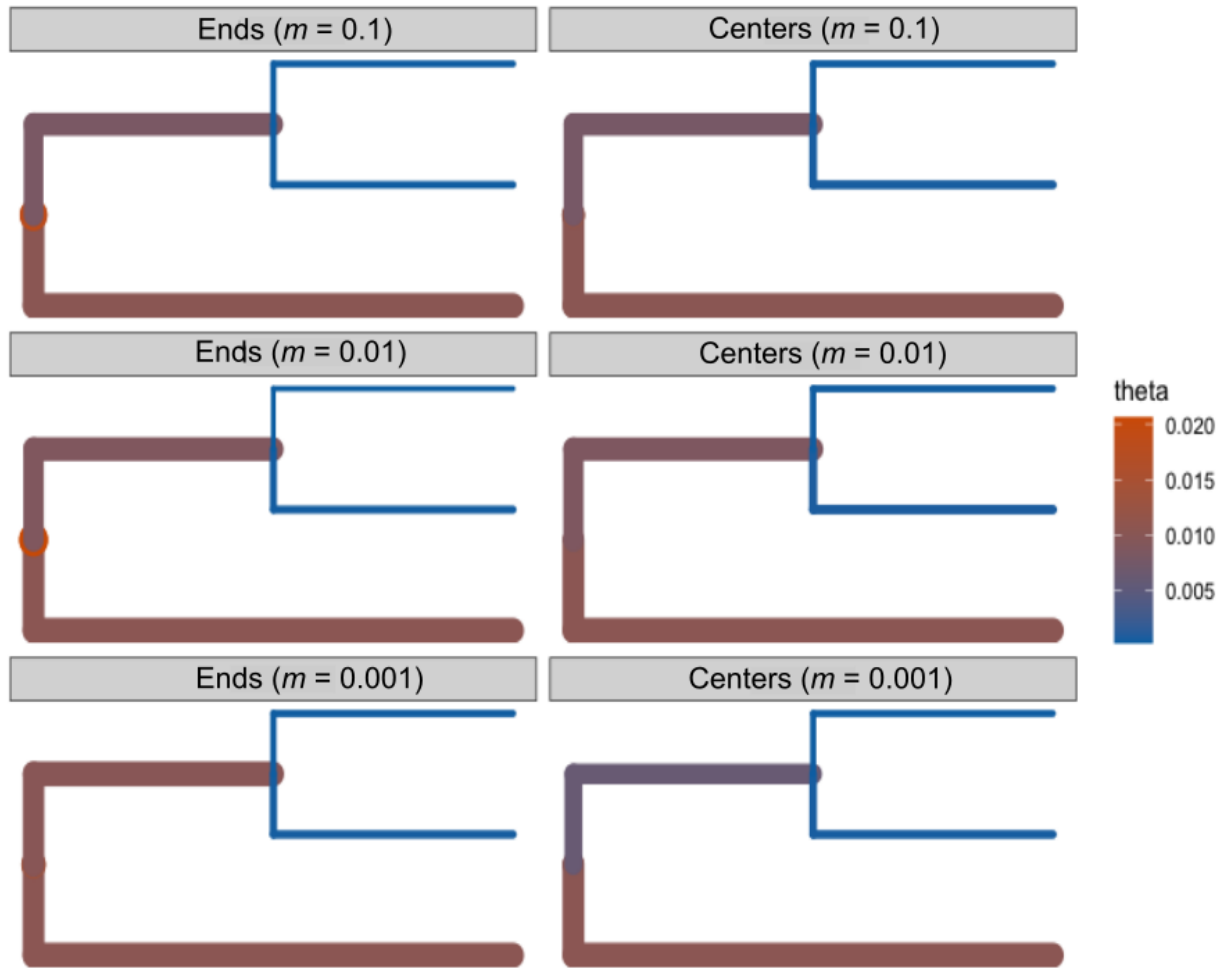 Ends (m = 0.1)
Centers (m = 0.1)
Ends (m = 0.01)
Centers (m = 0.01)
Ends (m = 0.001)
Centers (m = 0.001)
theta
0.020
0.015
0.010
0.005